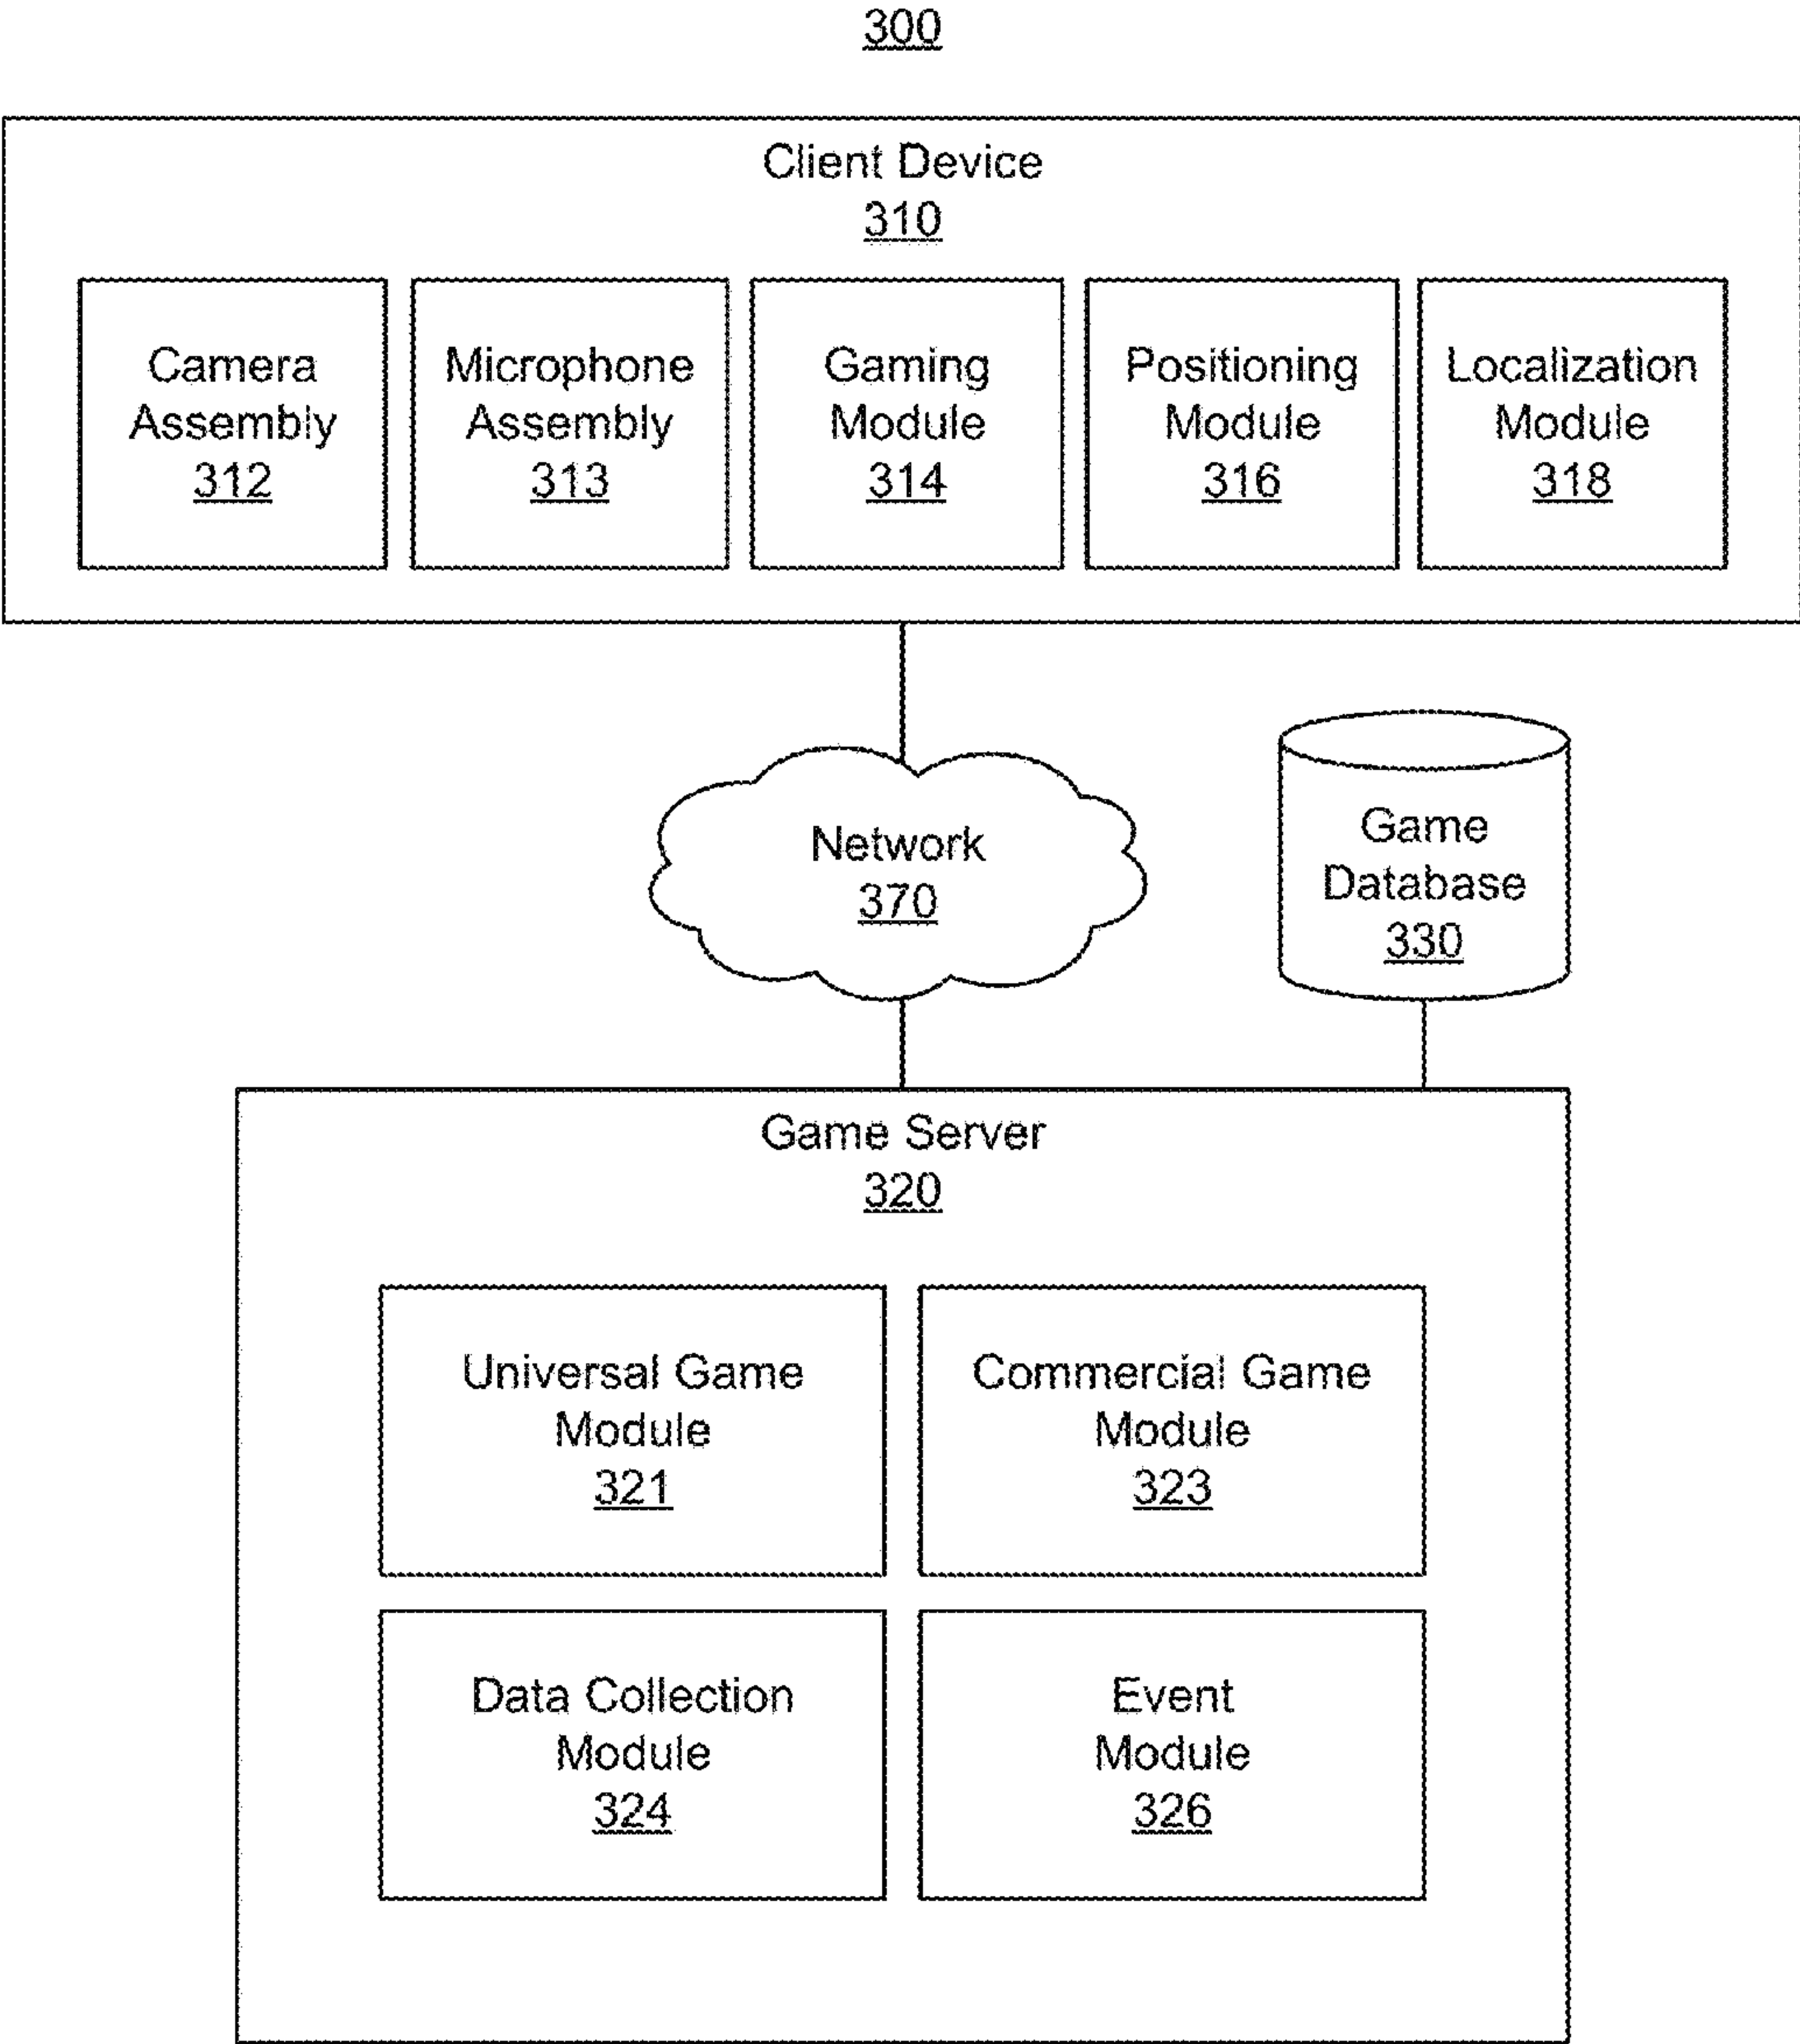 300
Client Device
310
Camera
Assembly
312
Microphone
Assembly
313
Gaming
Module
314
Positioning
Module
316
Localization
Module
318
Network
370
Game
Database
330
Game Server
320
Universal Game
Module
321
Commercial Game
Module
323
Data Collection
Module
324
Event
Module
326